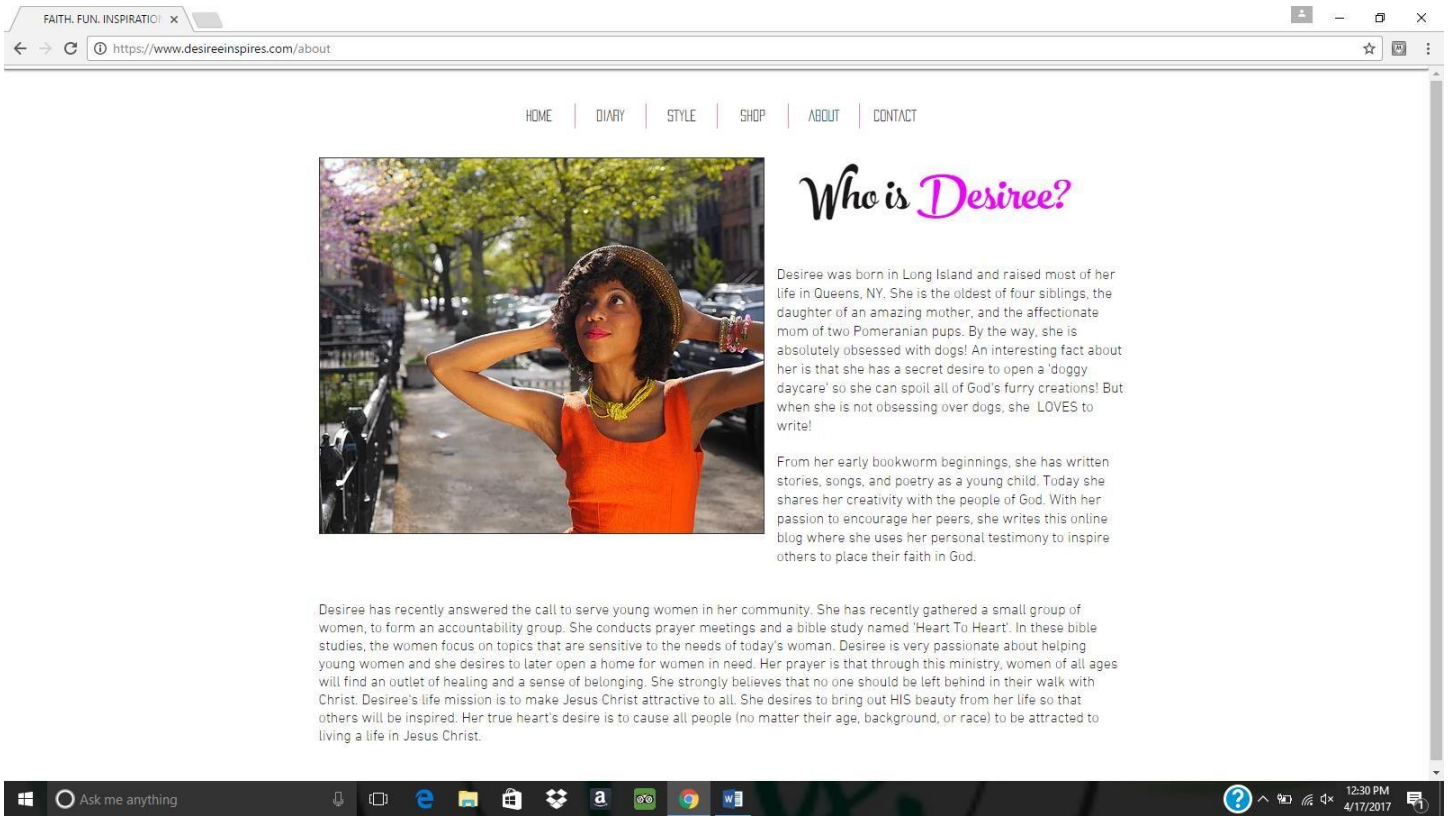 FAITH. FUN. INSPIRATIO
https://www.desireeinspires.com/about
HOME DIARY STYLE SHOP ABOUT CONTACT
Who is Desiree?
Desiree was born in Long Island and raised most of her
life in Queens, NY. She is the oldest of four siblings, the
daughter of an amazing mother, and the affectionate
mom of two Pomeranian pups. By the way, she is
absolutely obsessed with dogs! An interesting fact about
her is that she has a secret desire to open a 'doggy
daycare' so she can spoil all of God's furry creations! But
when she is not obsessing over dogs, she LOVES to
write!
From her early bookworm beginnings, she has written
stories, songs, and poetry as a young child. Today she
shares her creativity with the people of God. With her
passion to encourage her peers, she writes this online
blog where she uses her personal testimony to inspire
others to place their faith in God.
Desiree has recently answered the call to serve young women in her community. She has recently gathered a small group of
women, to form an accountability group. She conducts prayer meetings and a bible study named 'Heart To Heart'. In these bible
studies, the women focus on topics that are sensitive to the needs of today's woman. Desiree is very passionate about helping
young women and she desires to later open a home for women in need. Her prayer is that through this ministry, women of all ages
will find an outlet of healing and a sense of belonging. She strongly believes that no one should be left behind in their walk with
Christ. Desiree's life mission is to make Jesus Christ attractive to all. She desires to bring out HIS beauty from her life so that
others will be inspired. Her true heart's desire is to cause all people (no matter their age, background, or race) to be attracted to
living a life in Jesus Christ.
Ask me anything
12:30 PM
4/17/2017